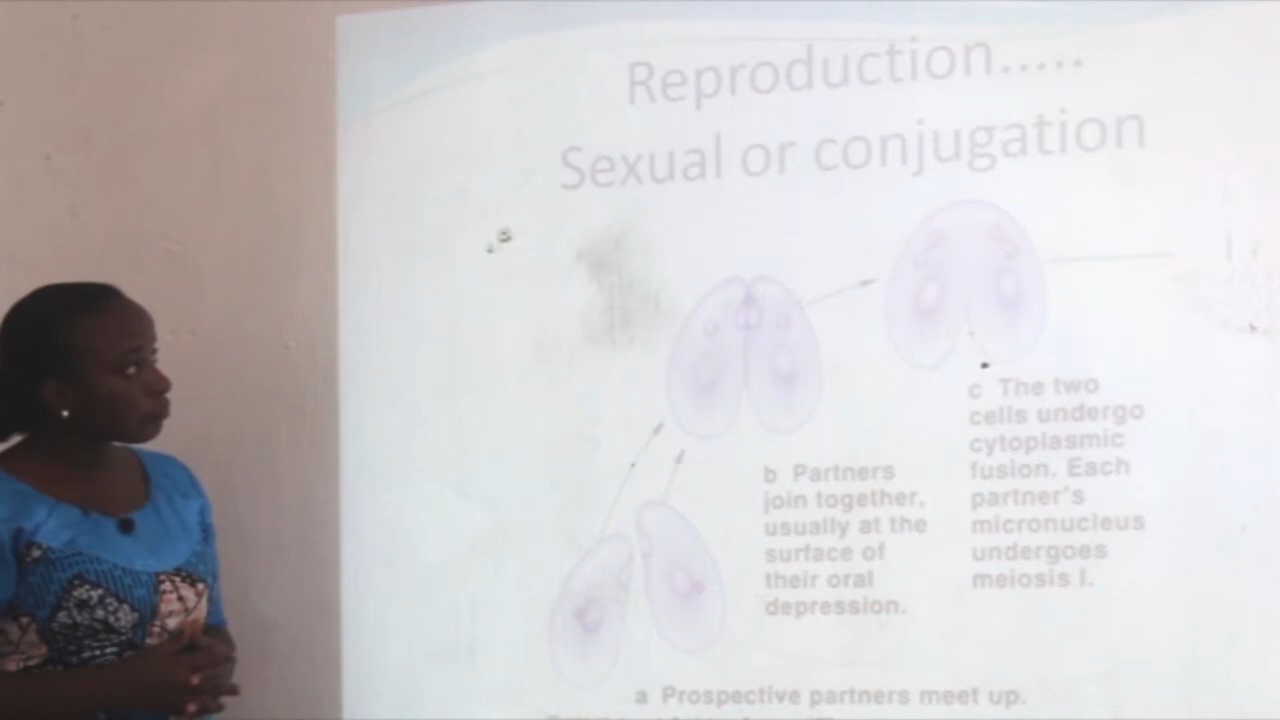 Reproduction.....
Sexual or conjugation
b Partners
join together,
usually at the
surface of
their oral
depression.
c The two
cells undergo
cytoplasmic
fusion. Each
partner's
micronucleus
undergoes
meiosis I.
a Prospective partners meet up.